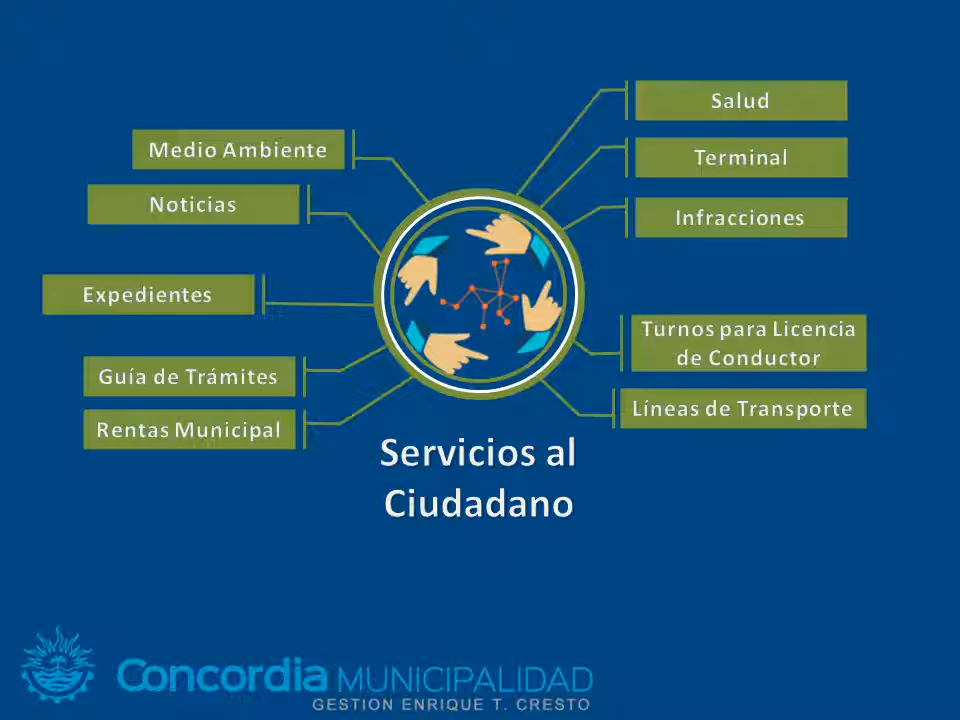 Medio Ambiente
Noticias
Expedientes
Guía de Trámites
Rentas Municipal
Salud
Terminal
Infracciones
Turnos para Licencia
de Conductor
Líneas de Transporte
Servicios al
Ciudadano
Concordia MUNICIPALIDAD
GESTION ENRIQUE T. CRESTO